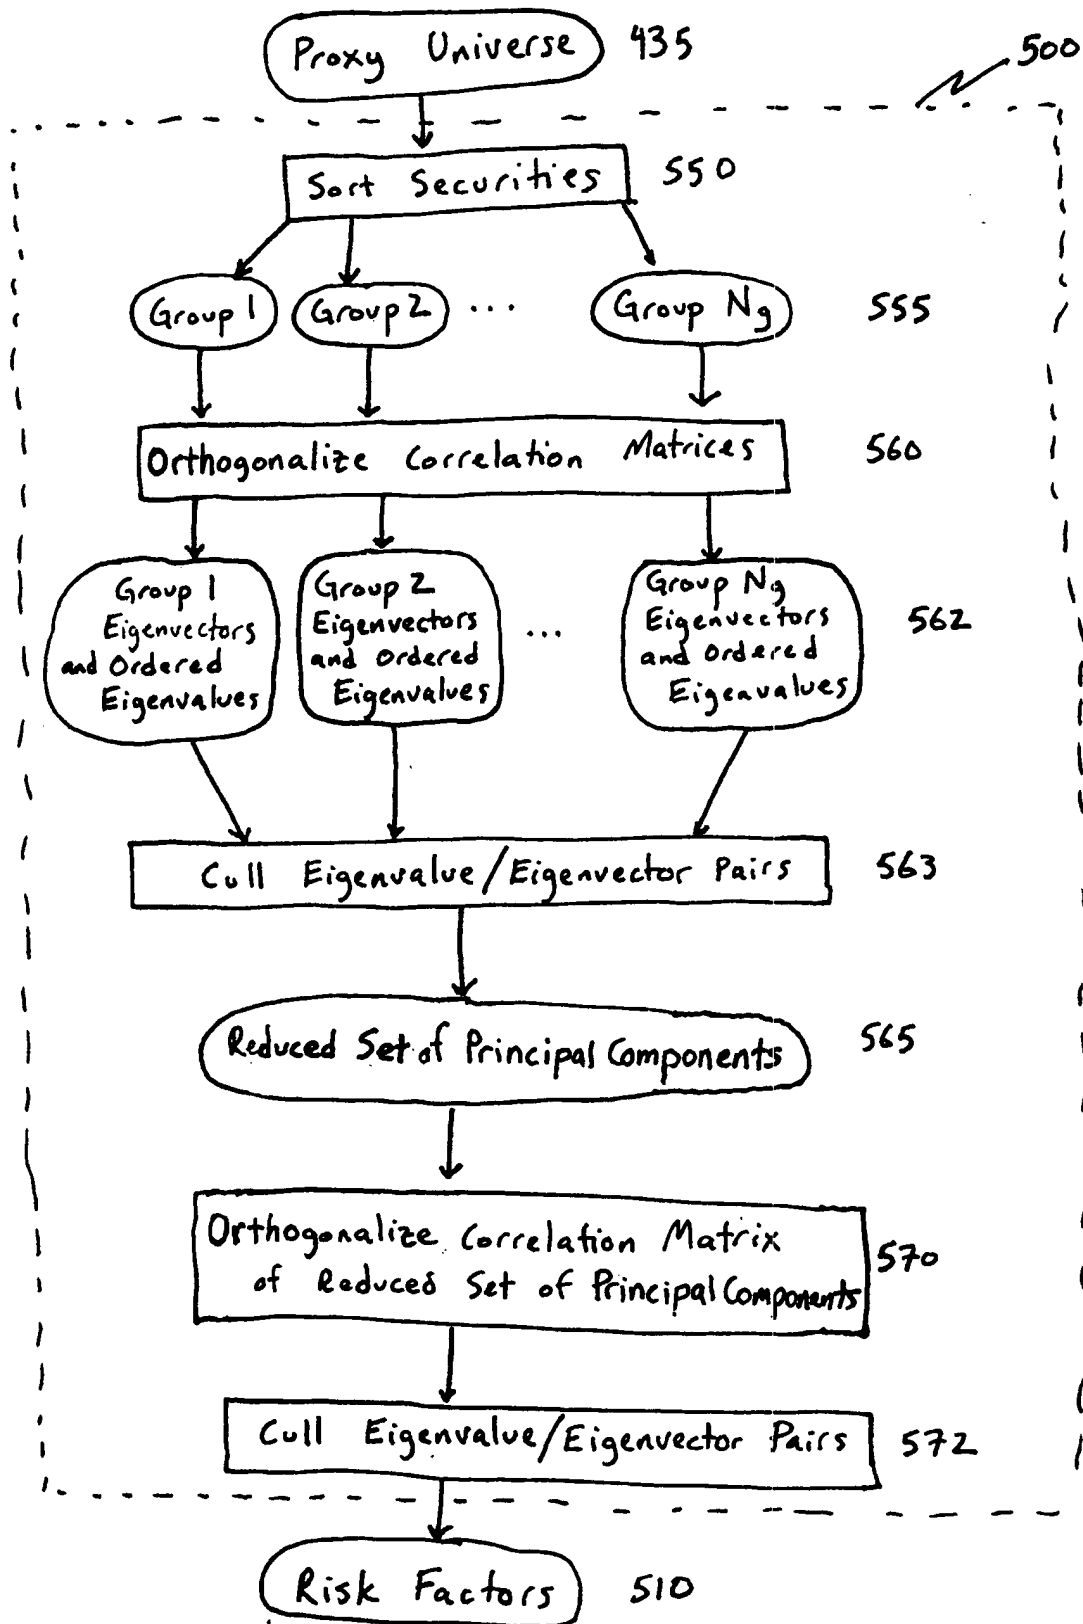 Proxy Universe 435
500
Sort Securities 550
Group 1 Group 2 ... Group Ng 555
Orthogonalize Correlation Matrices 560
Group 1
Eigenvectors
and Ordered
Eigenvalues
Group 2
Eigenvectors
and Ordered
Eigenvalues
...
Group Ng
Eigenvectors
and Ordered
Eigenvalues
562
Cull Eigenvalue/Eigenvector Pairs 563
Reduced Set of Principal Components 565
Orthogonalize Correlation Matrix
of Reduced Set of Principal Components
570
Cull Eigenvalue/Eigenvector Pairs 572
Risk Factors 510